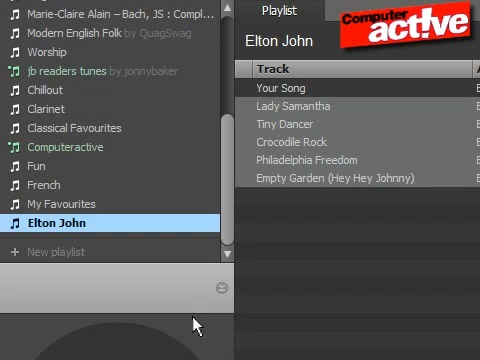 Marie-Claire Alain – Bach, JS : Compl...
Modern English Folk by QuagSwag
Worship
jb readers tunes by jonnybaker
Chillout
Clarinet
Classical Favourites
Computeractive
Fun
French
My Favourites
Elton John
New playlist
Playlist
Computer
active
Elton John
Track
Your Song
Lady Samantha
Tiny Dancer
Crocodile Rock
Philadelphia Freedom
Empty Garden (Hey Hey Johnny)